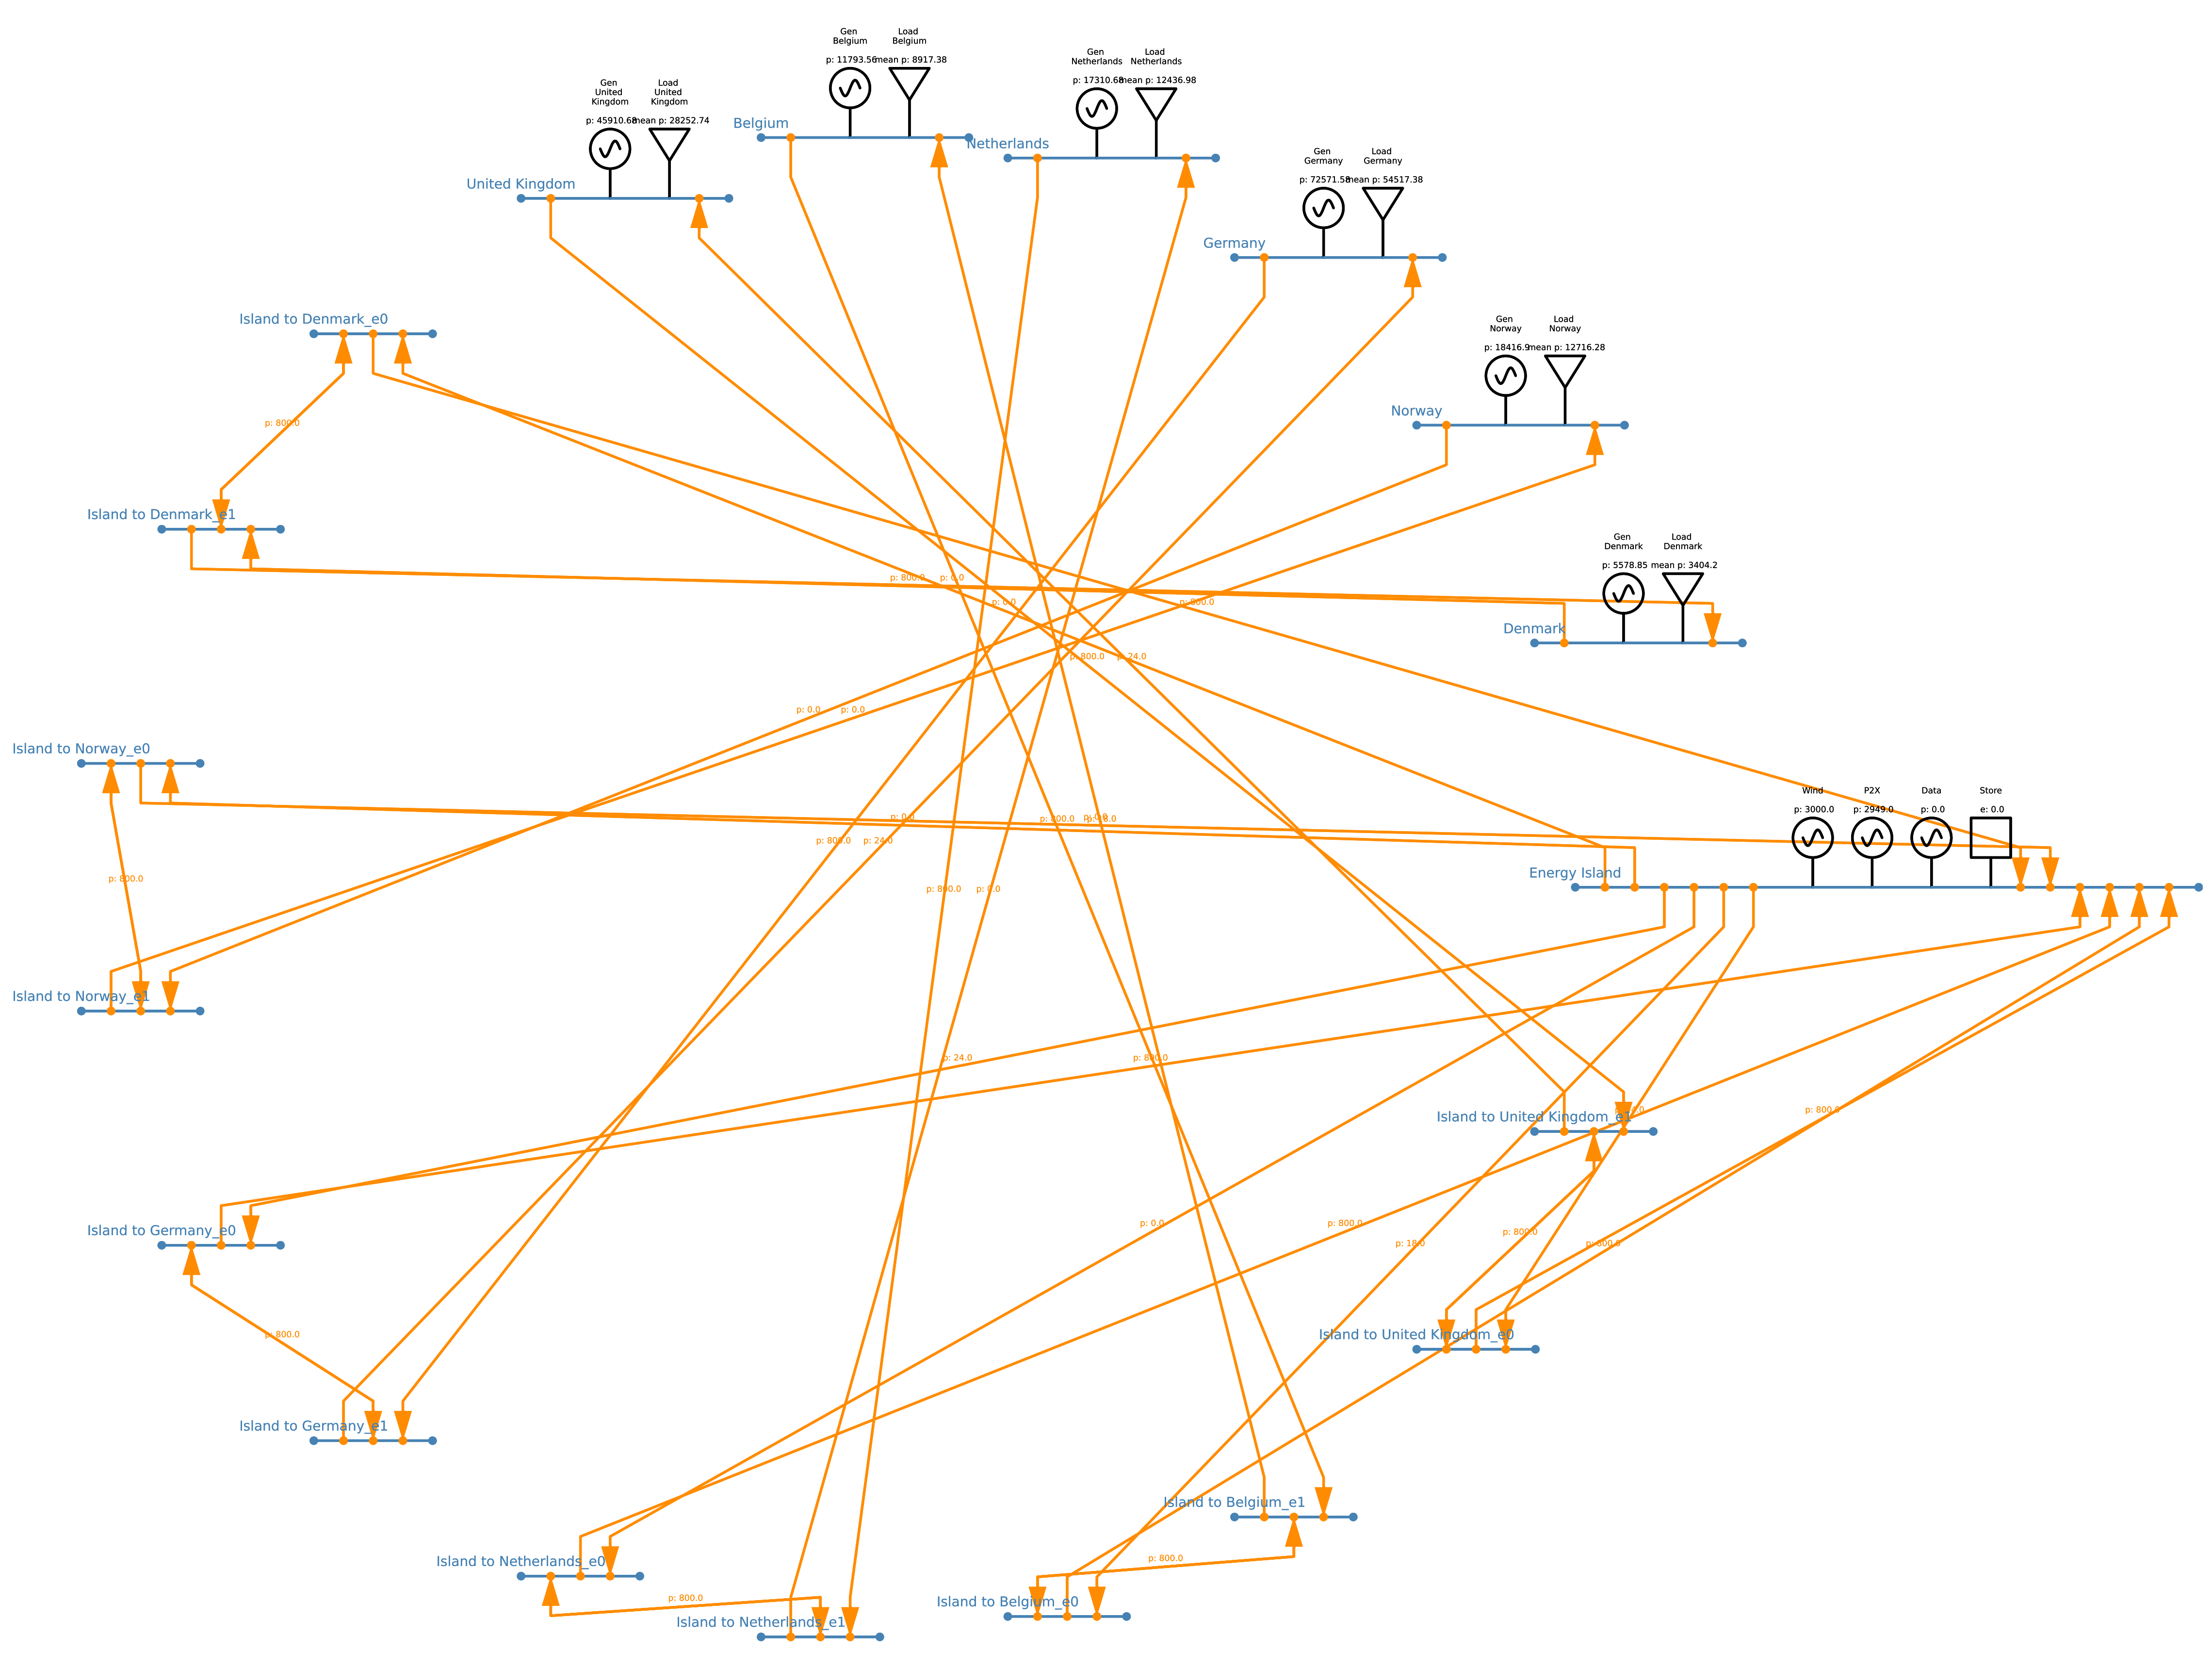 Gen
Belgium
p: 11793.56
Load
Belgium
mean p: 8917.38
Gen
Netherlands
p: 17310.68
Load
Netherlands
mean p: 12436.98
Gen
United
Kingdom
p: 45910.68
Load
United
Kingdom
mean p: 28252.74
Belgium
Netherlands
Gen
Germany
p: 72571.58
Load
Germany
mean p: 54517.38
United Kingdom
Germany
Island to Denmark_e0
Gen
Norway
p: 18416.9
Load
Norway
mean p: 12716.28
Norway
p: 800.0
Island to Denmark_e1
Gen
Denmark
p: 5578.85
Load
Denmark
mean p: 3404.2
p: 800.0
p: 0.0
p: 0.0
p: 800.0
Denmark
p: 800.0
p: 24.0
p: 0.0
p: 0.0
Island to Norway_e0
Wind
p: 3000.0
P2X
p: 2949.0
Data
p: 0.0
Store
e: 0.0
p: 0.0
p: 800.0
p: 800.0
p: 24.0
p: 800.0
Energy Island
p: 800.0
p: 0.0
Island to Norway_e1
p: 24.0
p: 800.0
Island to United Kingdom_e1
p: 800.0
Island to Germany_e0
p: 0.0
p: 800.0
p: 800.0
p: 18.0
p: 800.0
p: 800.0
Island to United Kingdom_e0
Island to Germany_e1
Island to Belgium_e1
Island to Netherlands_e0
p: 800.0
p: 800.0
Island to Belgium_e0
Island to Netherlands_e1